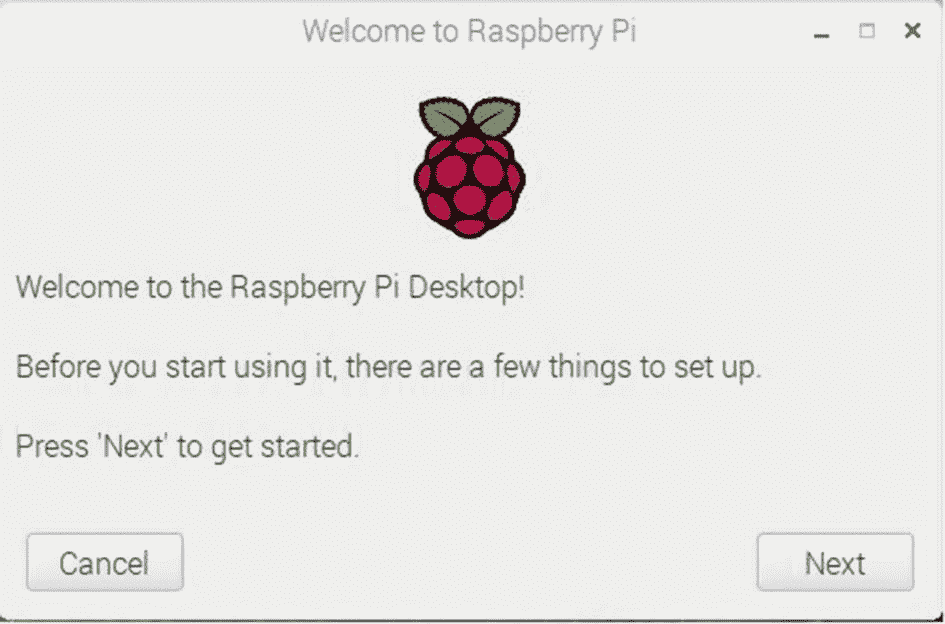 Welcome to Raspberry Pi
Welcome to the Raspberry Pi Desktop!
Before you start using it, there are a few things to set up.
Press 'Next' to get started.
Cancel
Next